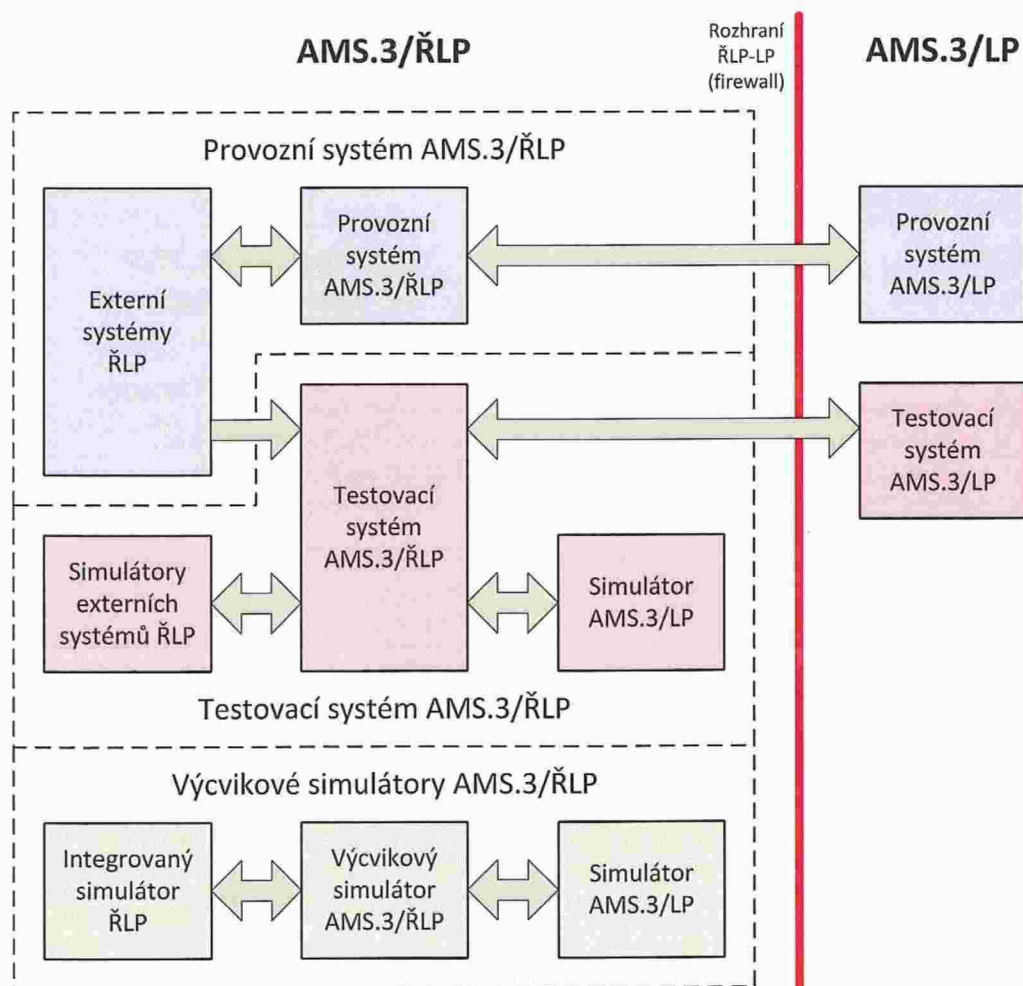 AMS.3/ŘLP
Rozhraní
ŘLP-LP
(firewall)
AMS.3/LP
Provozní systém AMS.3/ŘLP
Externí
systémy
ŘLP
Provozní
systém
AMS.3/ŘLP
Provozní
systém
AMS.3/LP
Testovací
systém
AMS.3/ŘLP
Testovací
systém
AMS.3/LP
Simulátory
externích
systémů ŘLP
Simulátor
AMS.3/LP
Testovací systém AMS.3/ŘLP
Výcvikové simulátory AMS.3/ŘLP
Integrovaný
simulátor
ŘLP
Výcvikový
simulátor
AMS.3/ŘLP
Simulátor
AMS.3/LP